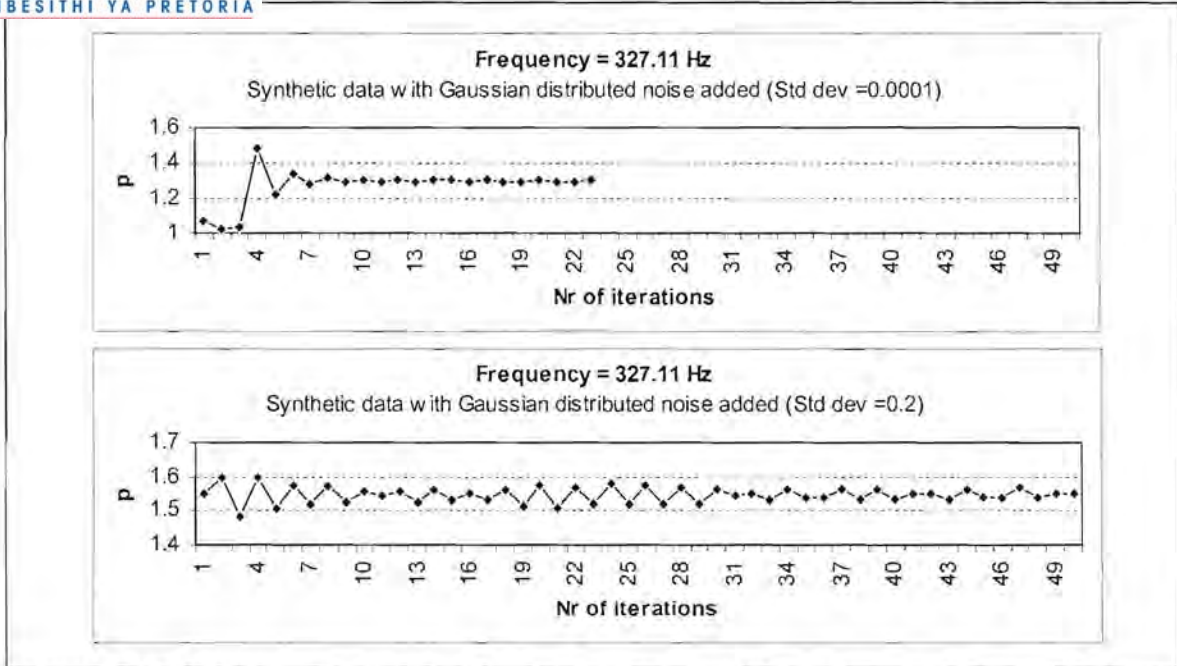 IBESITHI YA PRETORIA
Frequency = 327.11 Hz
Synthetic data with Gaussian distributed noise added (Std dev =0.0001)
1.6
1.4
1.2
1
p
1 4 7 10 13 16 19 22 25 28 31 34 37 40 43 46 49
Nr of iterations
Frequency = 327.11 Hz
Synthetic data with Gaussian distributed noise added (Std dev =0.2)
1.7
1.6
1.5
1.4
p
1 4 7 10 13 16 19 22 25 28 31 34 37 40 43 46 49
Nr of iterations